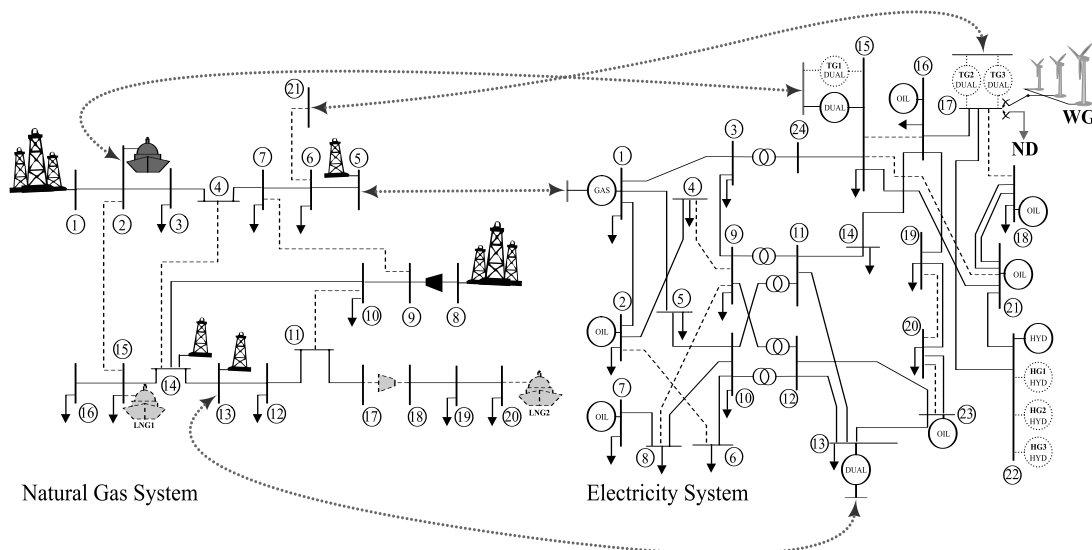 15
TG1
DUAL
DUAL
16
OIL
TG2
DUAL
TG3
DUAL
17
WG
ND
21
3
24
1
GAS
4
7
6
5
4
1
2
3
9
11
14
19
OIL
18
OIL
21
10
9
8
2
OIL
5
20
HYD
HG1
HYD
HG2
HYD
HG3
HYD
22
15
14
11
13
12
17
18
19
20
16
LNG1
LNG2
7
OIL
10
12
23
OIL
8
6
13
DUAL
Natural Gas System
Electricity System